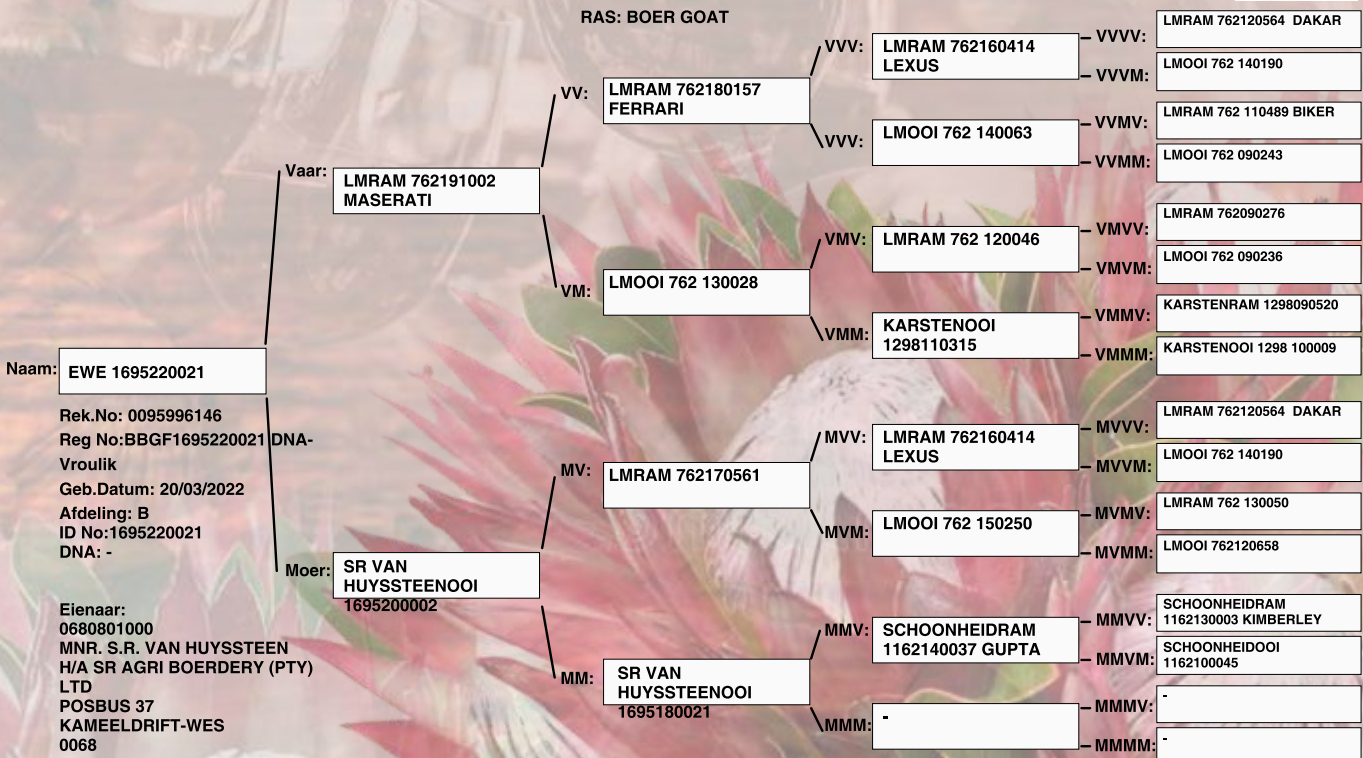 RAS: BOER GOAT
Naam:
EWE 1695220021
Rek.No: 0095996146
Reg No:BBGF1695220021 DNA-
Vroulik
Geb.Datum: 20/03/2022
Afdeling: B
ID No:1695220021
DNA: -
Eienaar:
0680801000
MNR. S.R. VAN HUYSSTEEN
H/A SR AGRI BOERDERY (PTY)
LTD
POSBUS 37
KAMEELDRIFT-WES
0068
Vaar:
LMRAM 762191002
MASERATI
Moer:
SR VAN
HUYSSTEENOOI
1695200002
VV:
LMRAM 762180157
FERRARI
VM:
LMOOI 762 130028
MV:
LMRAM 762170561
MM:
SR VAN
HUYSSTEENOOI
1695180021
VVV:
LMRAM 762160414
LEXUS
VVV:
LMOOI 762 140063
VMV:
LMRAM 762 120046
VMM:
KARSTENOOI
1298110315
MVV:
LMRAM 762160414
LEXUS
MVM:
LMOOI 762 150250
MMV:
SCHOONHEIDRAM
1162140037 GUPTA
MMM:
-
VVVV:
LMRAM 762120564 DAKAR
VVVM:
LMOOI 762 140190
VVMV:
LMRAM 762 110489 BIKER
VVMM:
LMOOI 762 090243
VMVV:
LMRAM 762090276
VMVM:
LMOOI 762 090236
VMMV:
KARSTENRAM 1298090520
VMMM:
KARSTENOOI 1298 100009
MVVV:
LMRAM 762120564 DAKAR
MVVM:
LMOOI 762 140190
MVMV:
LMRAM 762 130050
MVMM:
LMOOI 762120658
MMVV:
SCHOONHEIDRAM
1162130003 KIMBERLEY
MMVM:
SCHOONHEIDOOI
1162100045
MMMV:
-
MMMM:
-